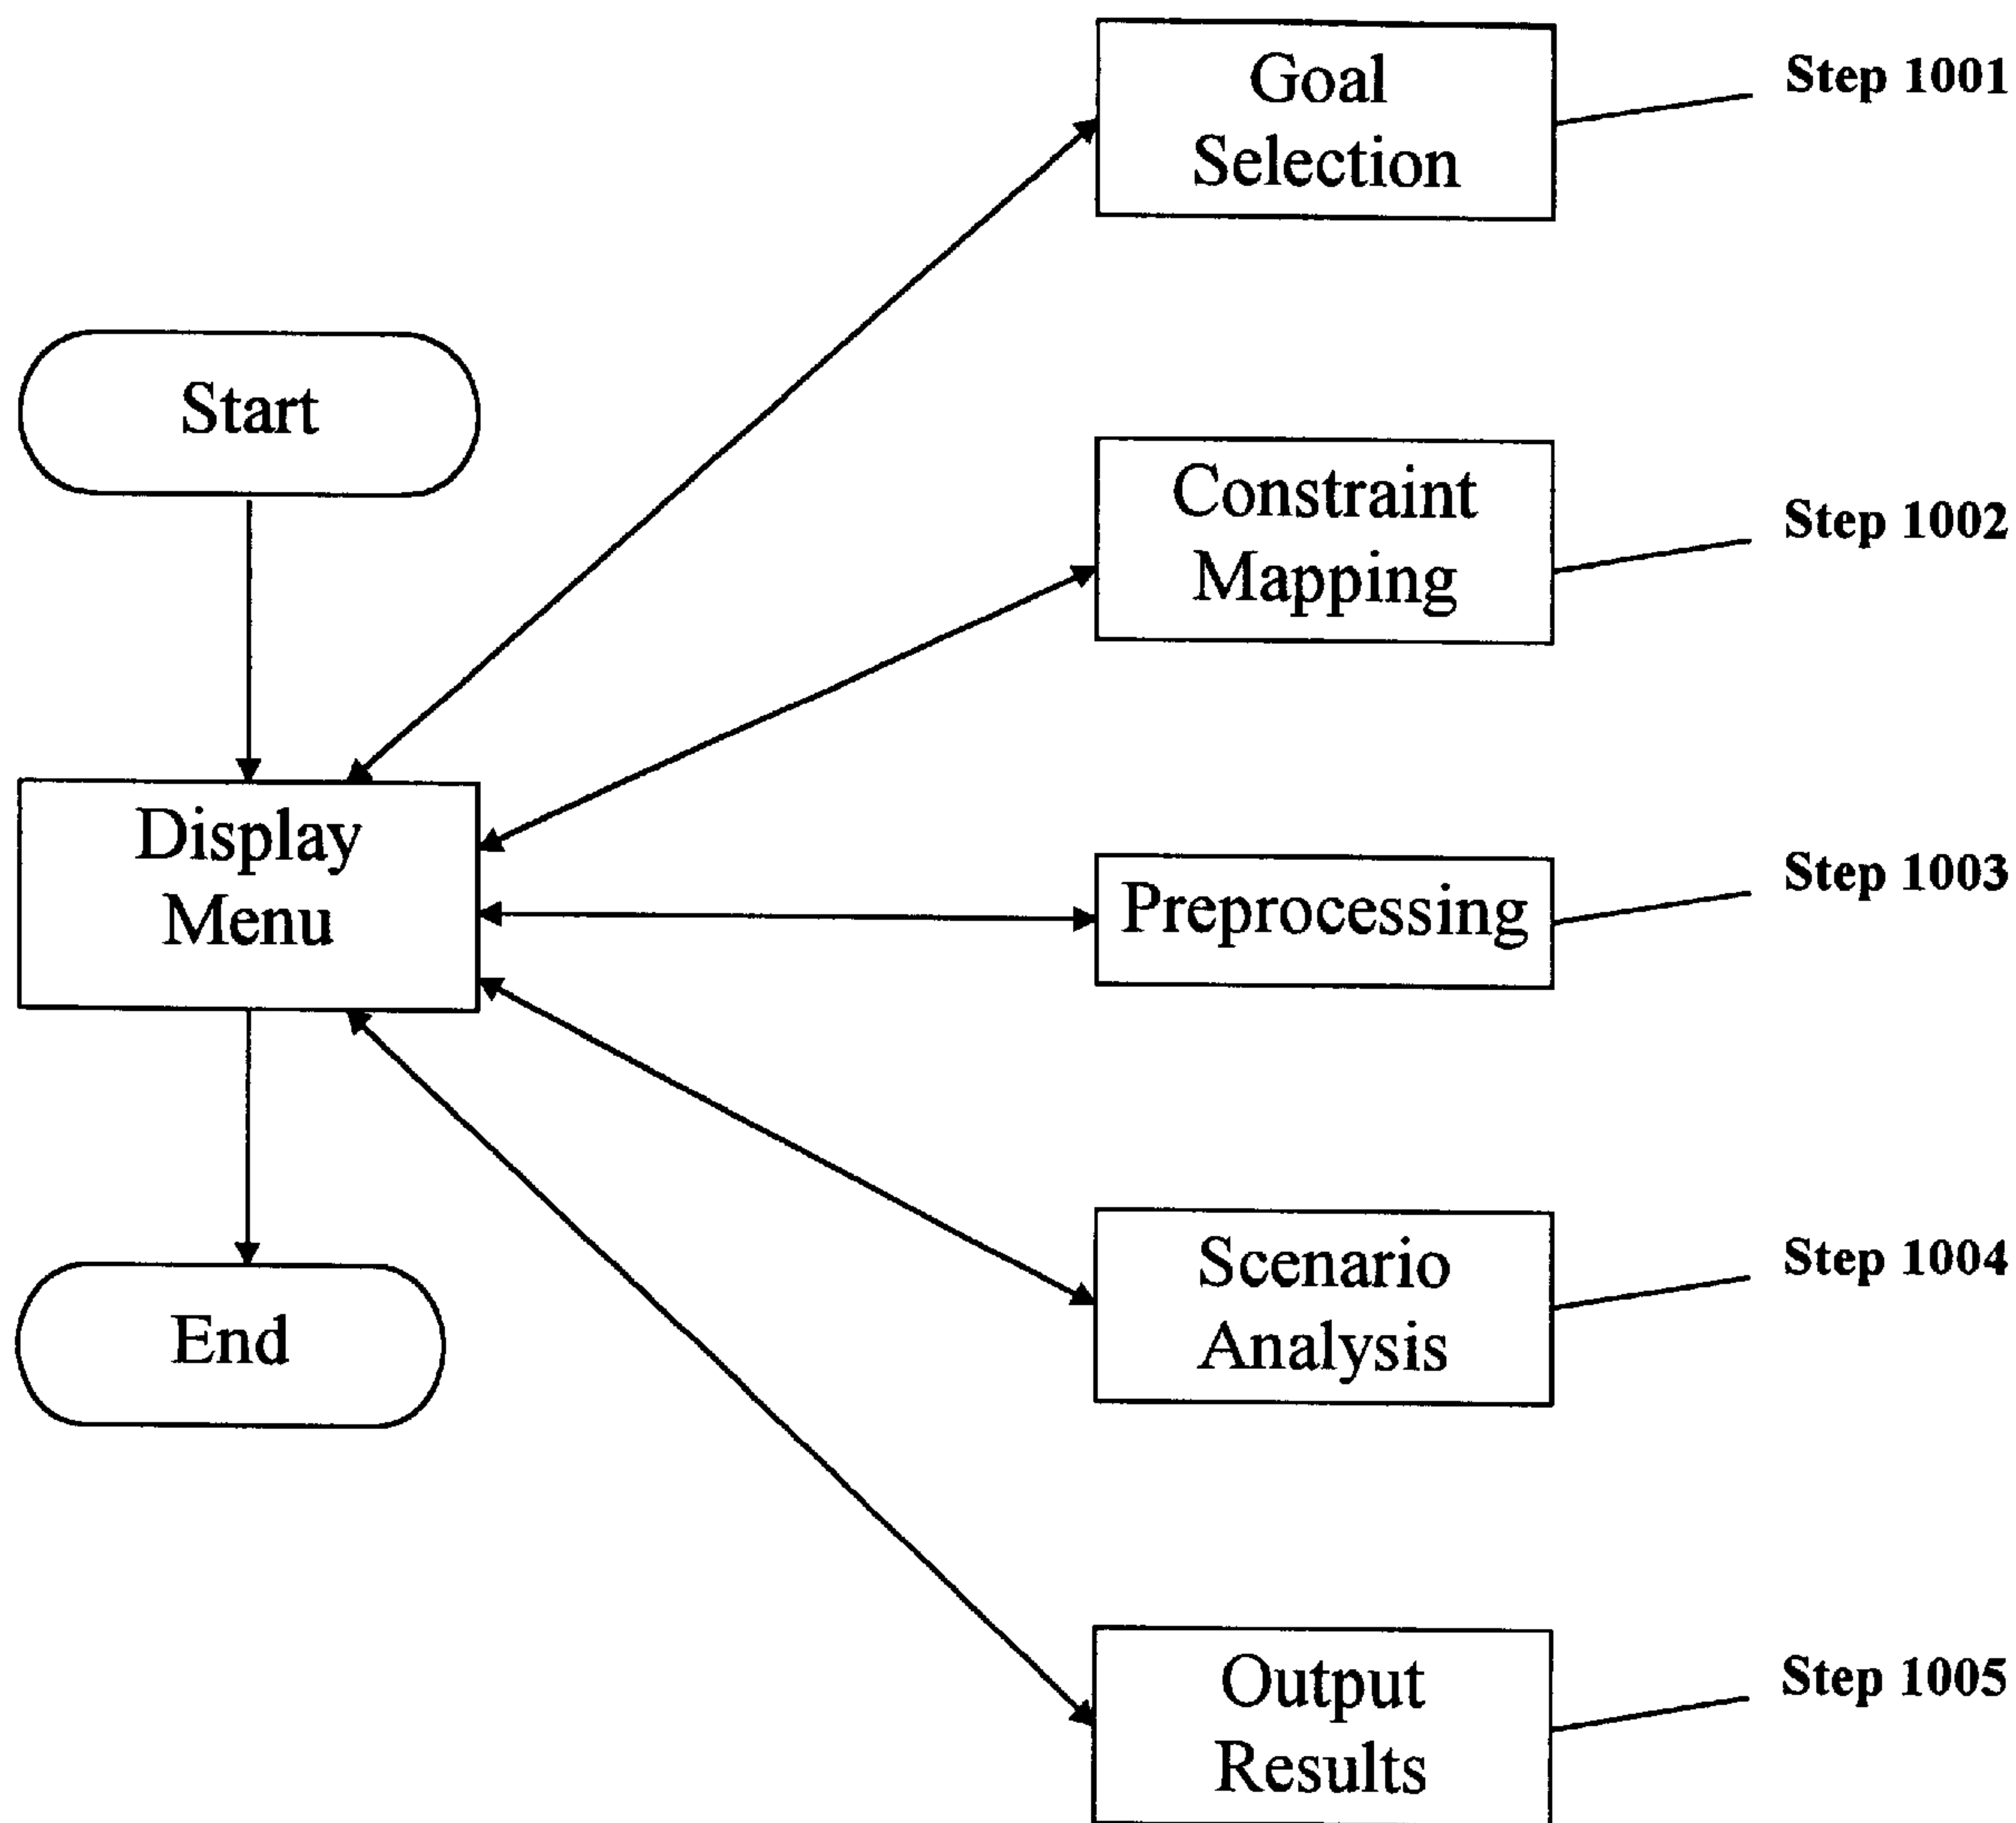 Goal
Selection
Step 1001
Start
Constraint
Mapping
Step 1002
Display
Menu
Preprocessing
Step 1003
Scenario
Analysis
Step 1004
End
Output
Results
Step 1005